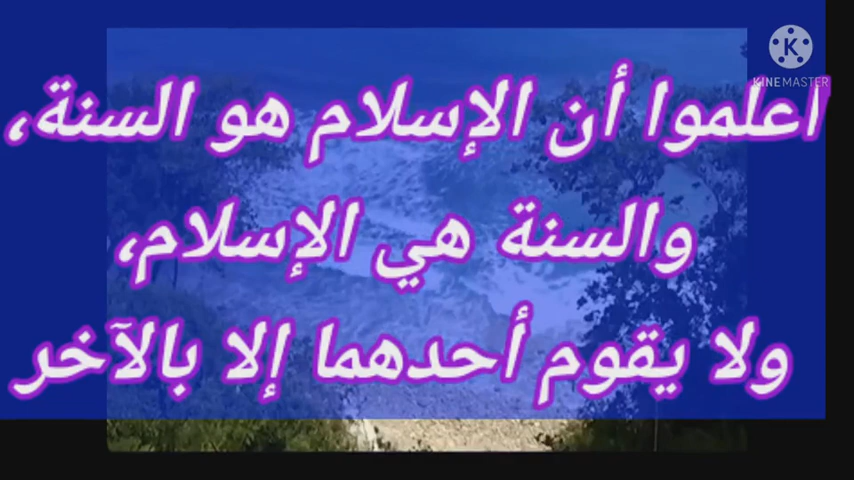 K
KINEMASTER
اعلموا أن الإسلام هو السنة،
والسنة هي الإسلام،
ولا يقوم أحدهما إلا بالآخر